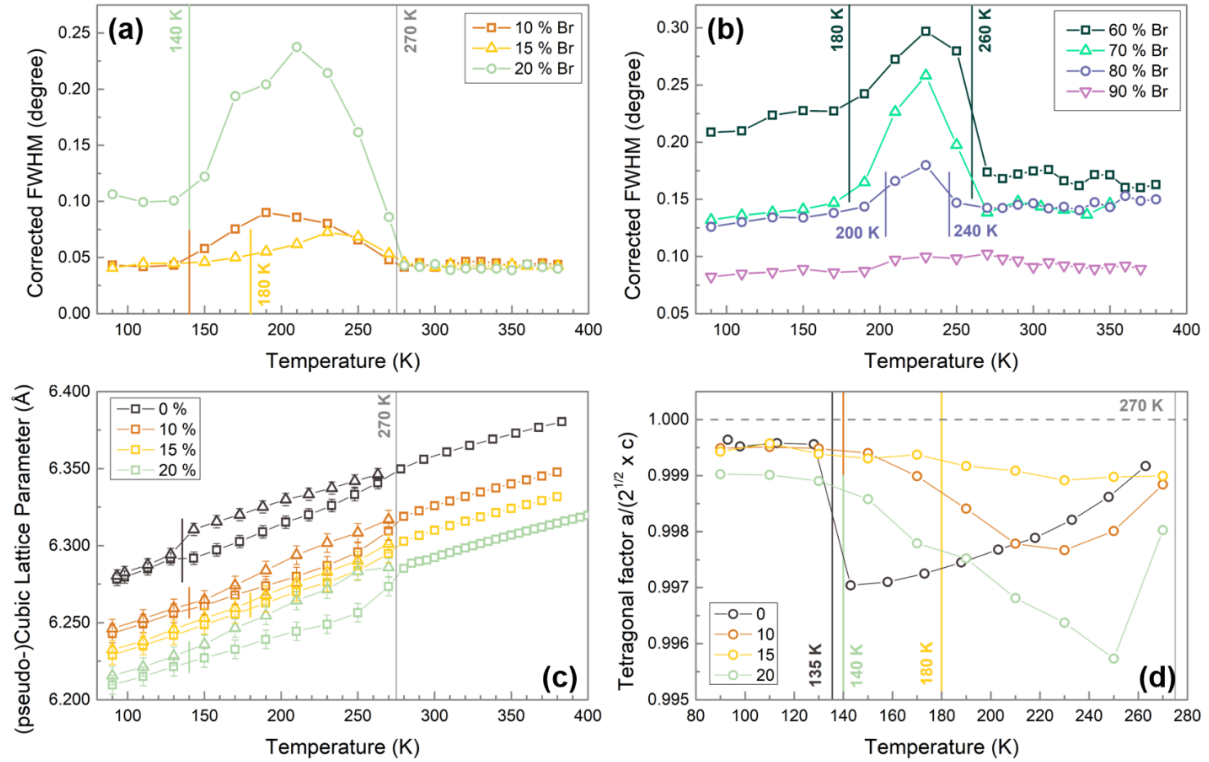 (a)
140 K
270 K
10 % Br
15 % Br
20 % Br
180 K
0.25
0.20
0.15
0.10
0.05
0.00
Corrected FWHM (degree)
100 150 200 250 300 350 400
Temperature (K)
(b)
180 K
260 K
60 % Br
70 % Br
80 % Br
90 % Br
200 K
240 K
0.30
0.25
0.20
0.15
0.10
0.05
Corrected FWHM (degree)
100 150 200 250 300 350 400
Temperature (K)
0 %
10 %
15 %
20 %
270 K
(c)
6.400
6.350
6.300
6.250
6.200
(pseudo-)Cubic Lattice Parameter (Å)
100 150 200 250 300 350 400
Temperature (K)
270 K
135 K
140 K
180 K
(d)
0
10
15
20
1.000
0.999
0.998
0.997
0.996
0.995
Tetragonal factor a/(2^1/2 x c)
80 100 120 140 160 180 200 220 240 260 280
Temperature (K)